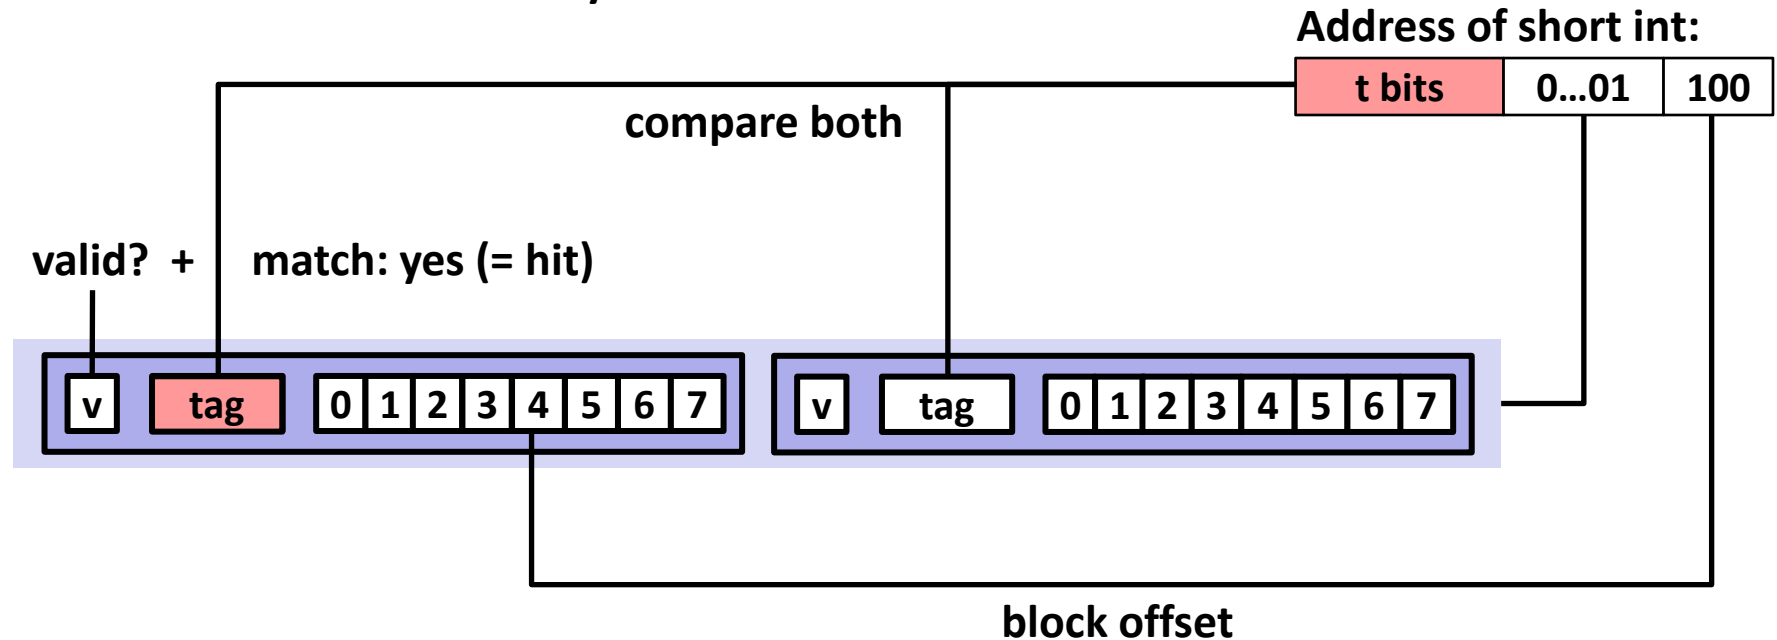 Address of short int:
t bits 0...01 100
compare both
valid? + match: yes (= hit)
v tag 0 1 2 3 4 5 6 7 v tag 0 1 2 3 4 5 6 7
block offset